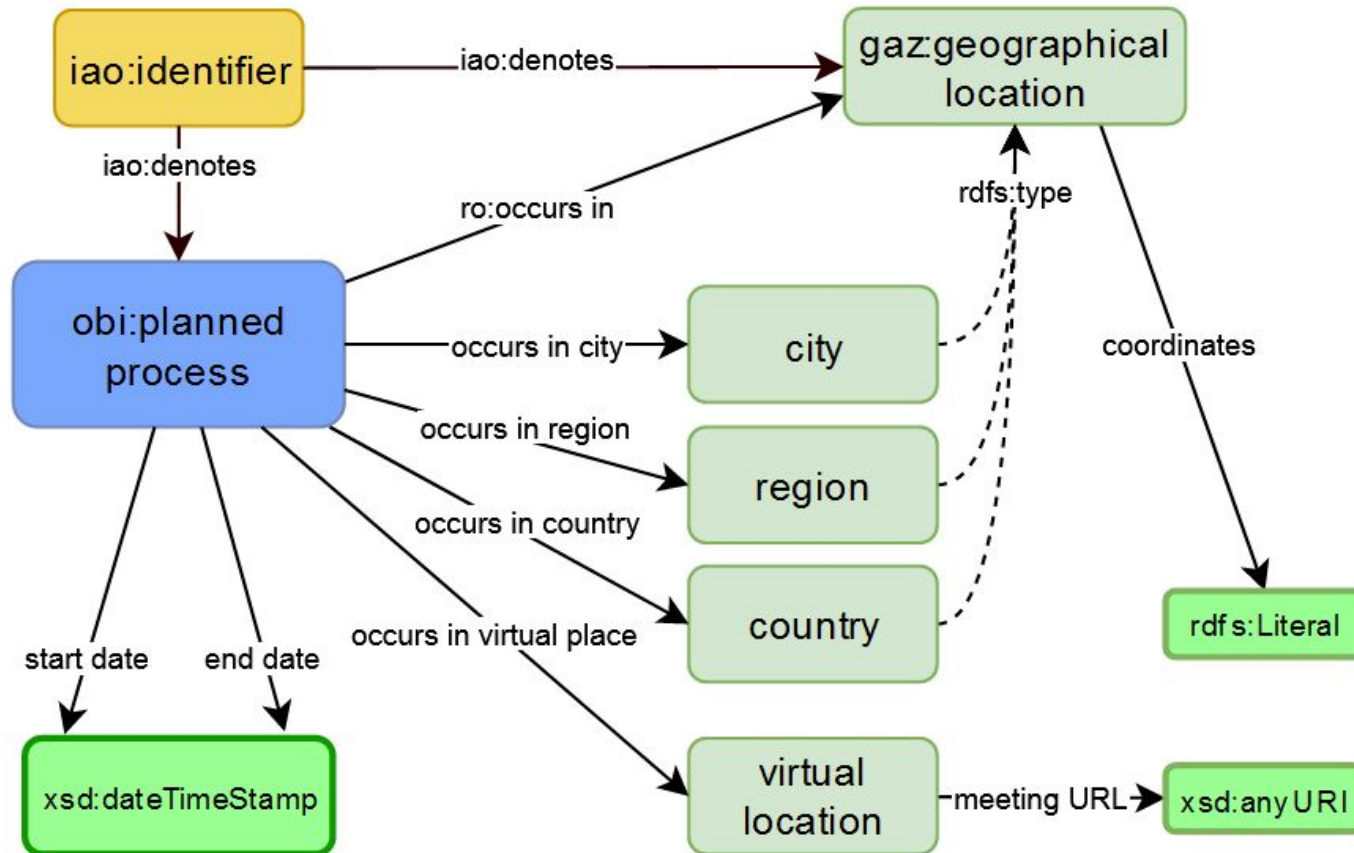 iao:identifier
iao:denotes
gaz:geographical
location
iao:denotes
rdfs:type
ro:occurs in
obi:planned
process
occurs in city
city
coordinates
occurs in region
region
occurs in country
country
rdfs:Literal
occurs in virtual place
start date
end date
xsd:dateTimeStamp
virtual
location
meeting URL
xsd:anyURI